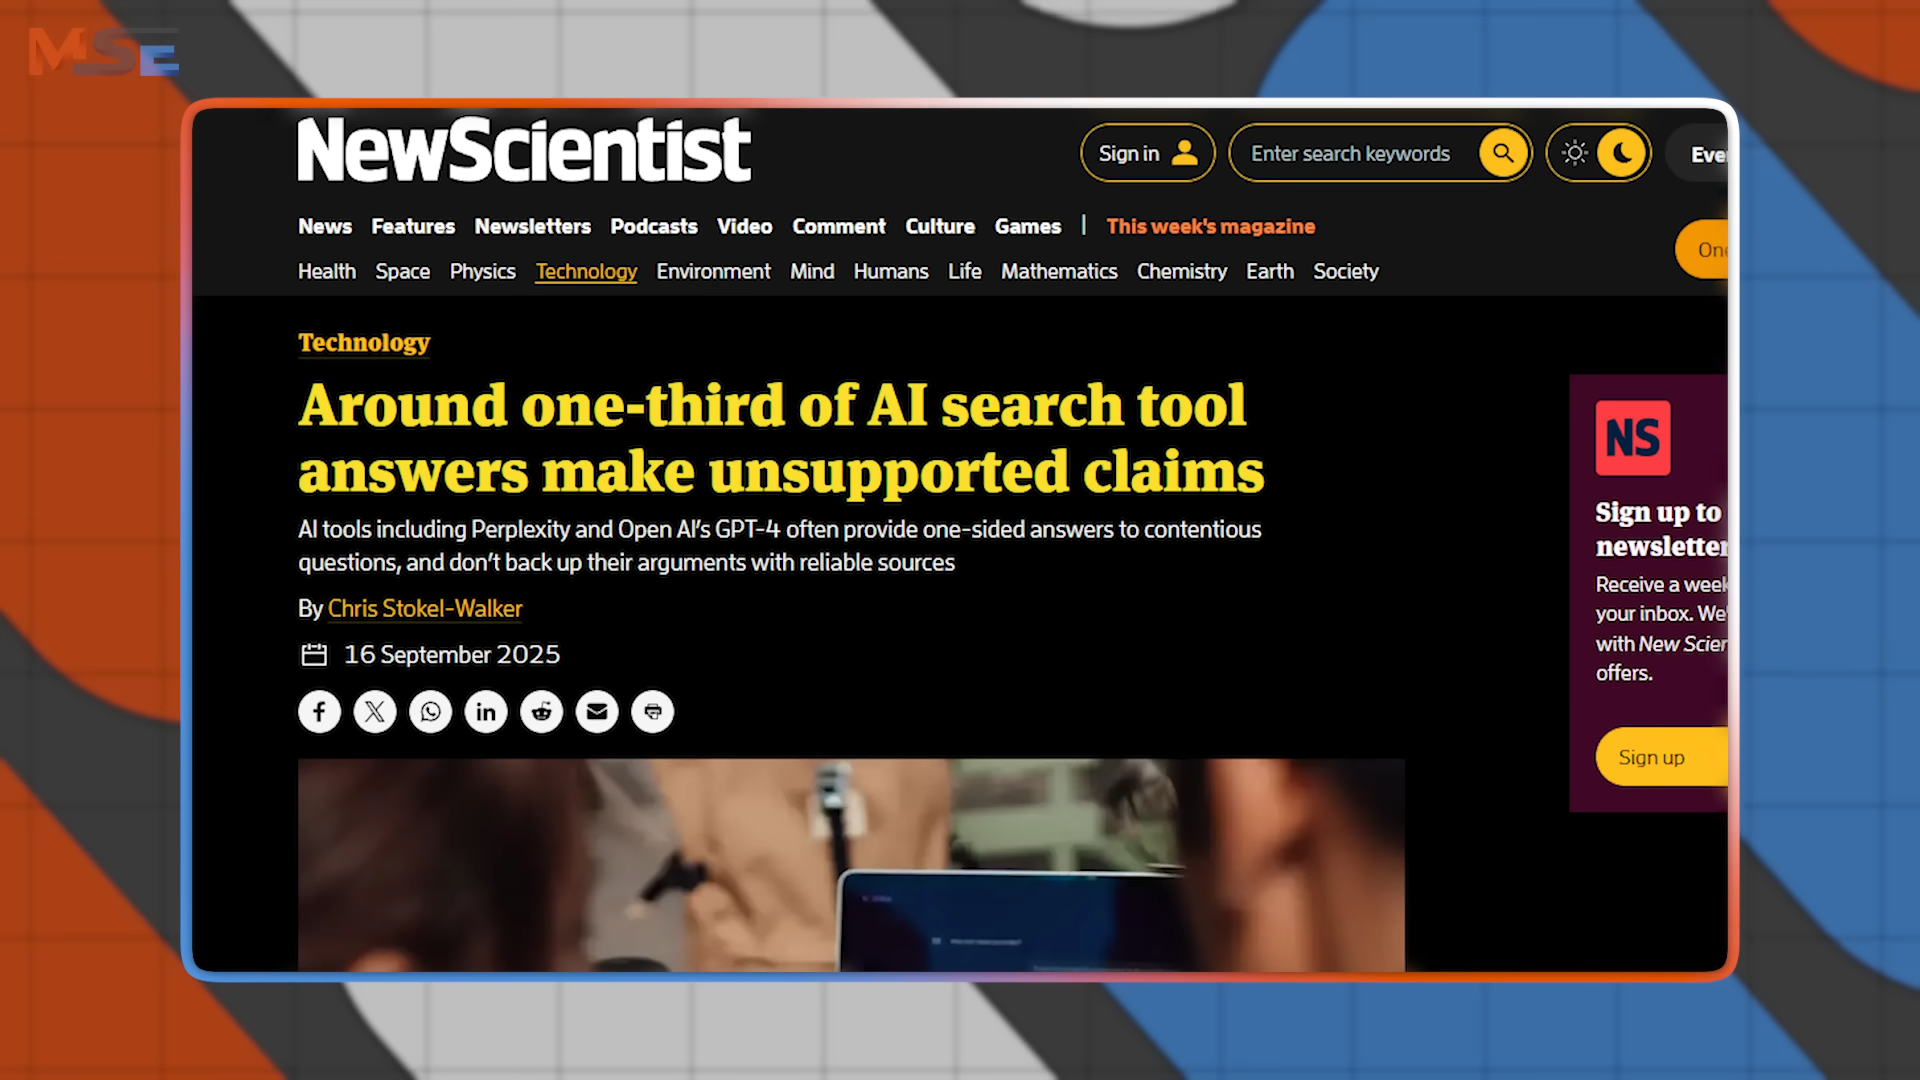 MSE
NewScientist
Sign in
Enter search keywords
News Features Newsletters Podcasts Video Comment Culture Games | This week's magazine
Health Space Physics Technology Environment Mind Humans Life Mathematics Chemistry Earth Society
Technology
Around one-third of AI search tool
answers make unsupported claims
AI tools including Perplexity and Open AI's GPT-4 often provide one-sided answers to contentious
questions, and don't back up their arguments with reliable sources
By Chris Stokel-Walker
16 September 2025
NS
Sign up to
newsletter
Receive a week
your inbox. We'
with New Scien
offers.
Sign up